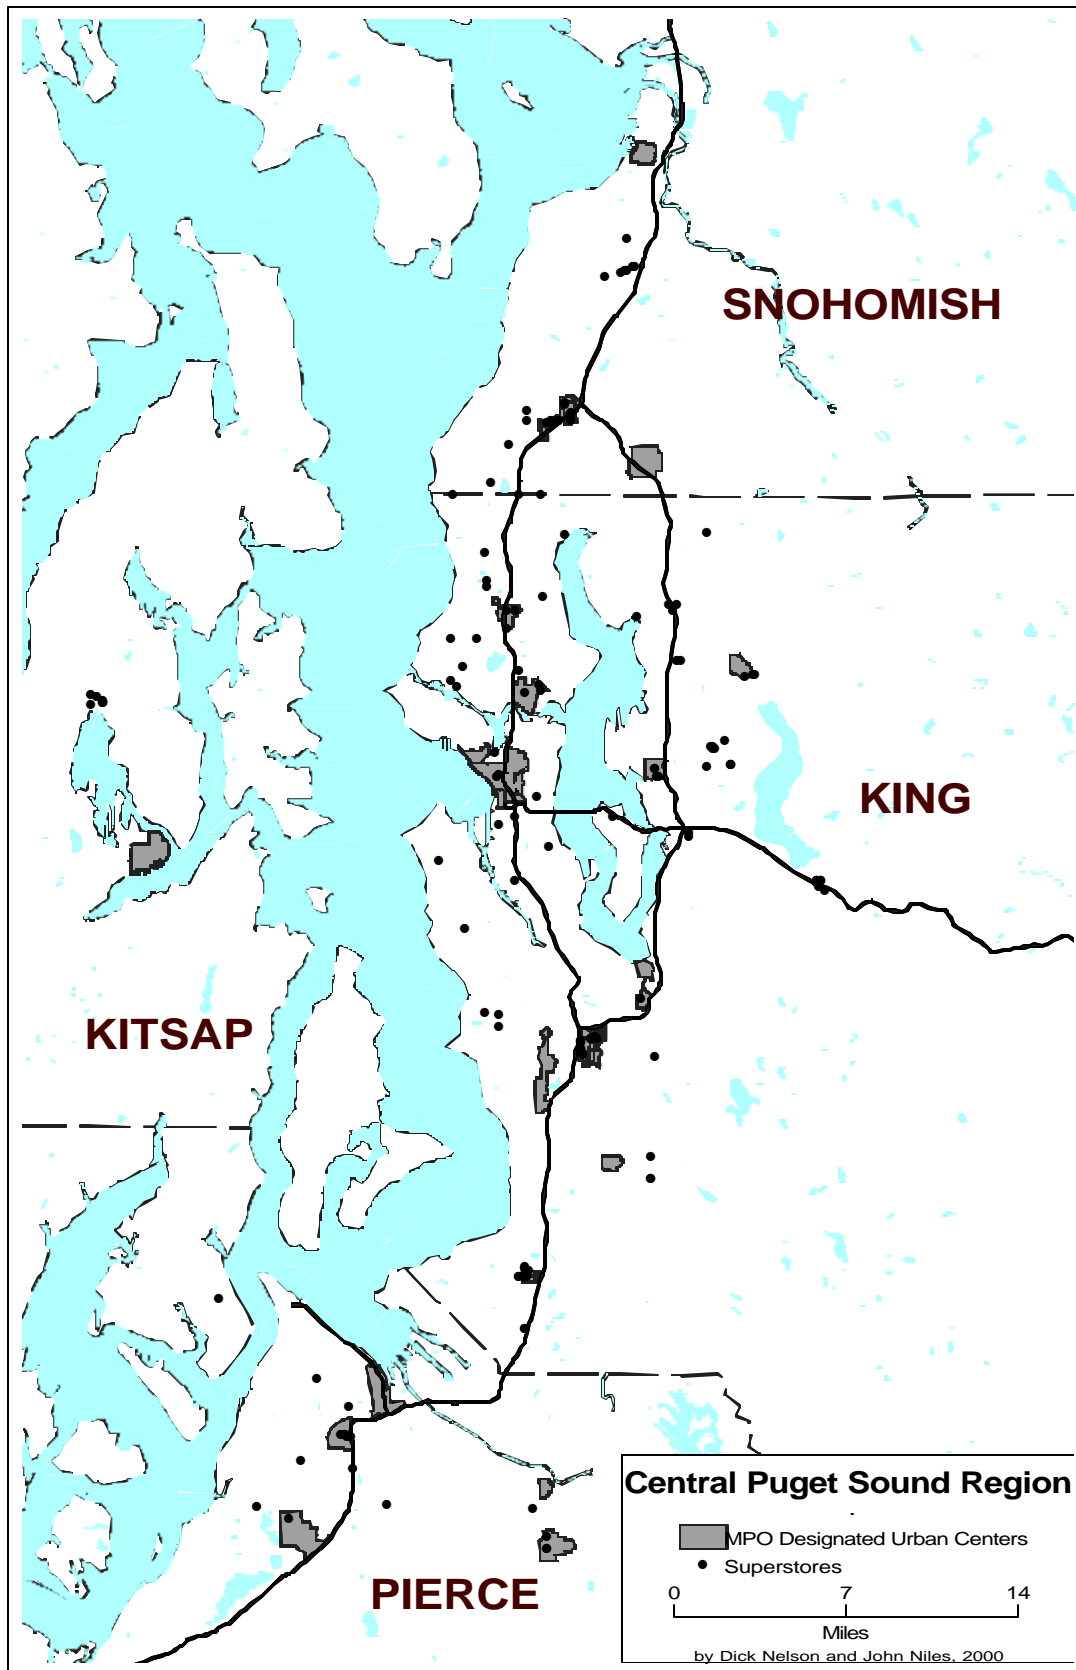 SNOHOMISH
KING
KITSAP
PIERCE
Central Puget Sound Region
.
MPO Designated Urban Centers
Superstores
0 7 14
Miles
by Dick Nelson and John Niles, 2000